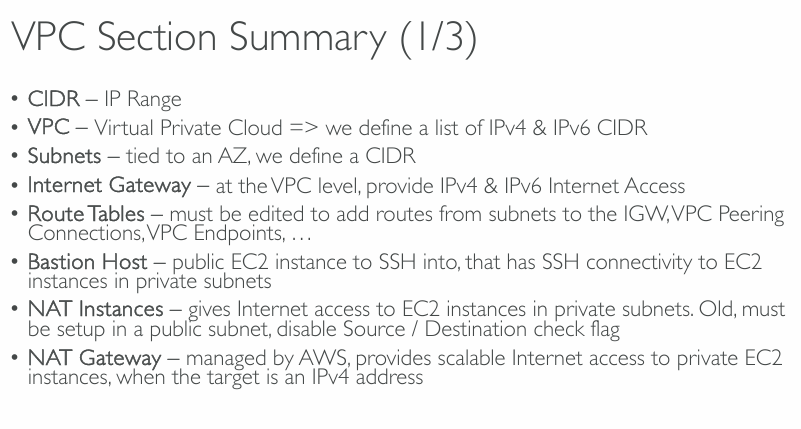 VPC Section Summary (1/3)
• CIDR – IP Range
• VPC – Virtual Private Cloud => we define a list of IPv4 & IPv6 CIDR
• Subnets – tied to an AZ, we define a CIDR
• Internet Gateway – at the VPC level, provide IPv4 & IPv6 Internet Access
• Route Tables – must be edited to add routes from subnets to the IGW, VPC Peering
Connections, VPC Endpoints, …
• Bastion Host – public EC2 instance to SSH into, that has SSH connectivity to EC2
instances in private subnets
• NAT Instances – gives Internet access to EC2 instances in private subnets. Old, must
be setup in a public subnet, disable Source / Destination check flag
• NAT Gateway – managed by AWS, provides scalable Internet access to private EC2
instances, when the target is an IPv4 address